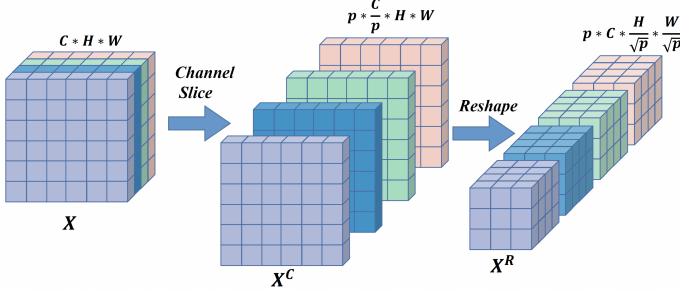 C * H * W
X
Channel
Slice
p * C/p * H * W
X^C
Reshape
p * C * H/√p * W/√p
X^R